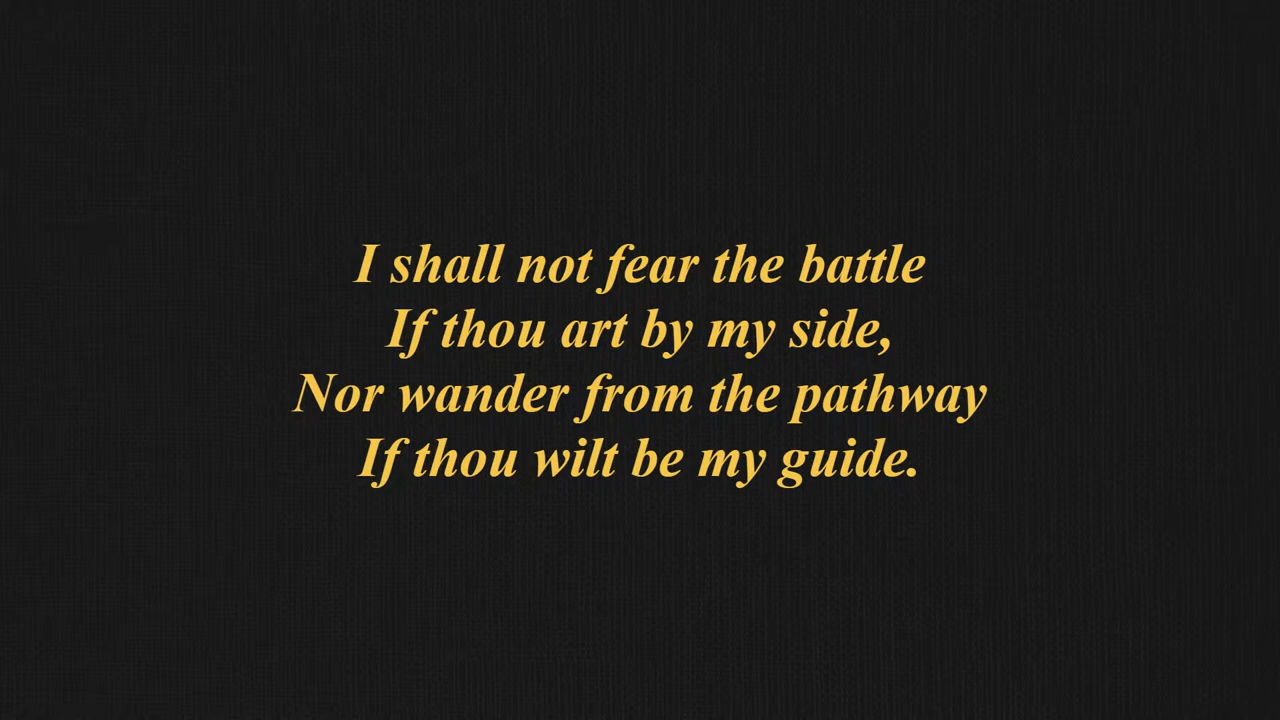 I shall not fear the battle
If thou art by my side,
Nor wander from the pathway
If thou wilt be my guide.